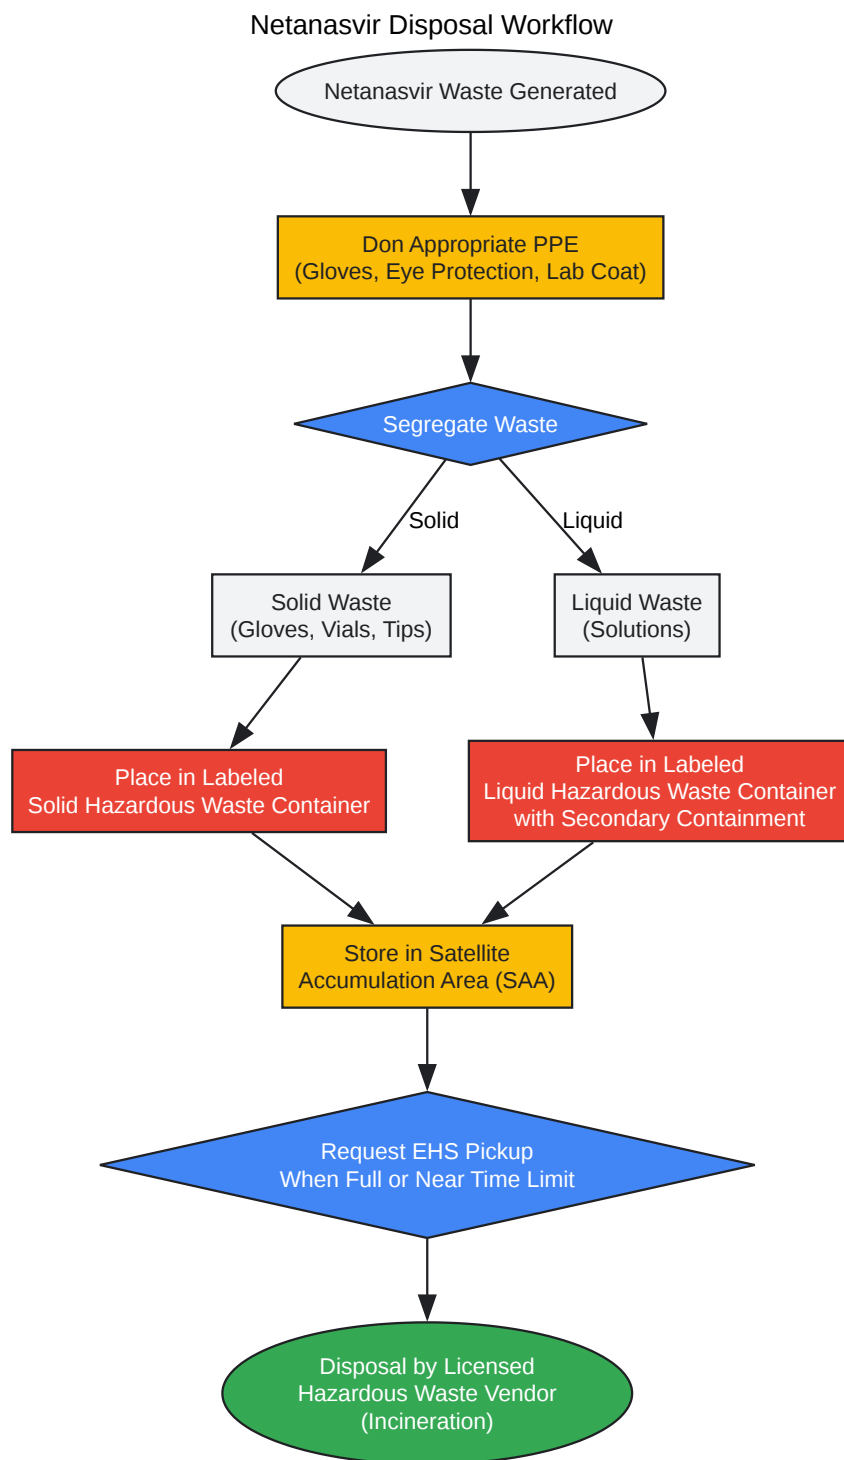 Netanasvir Disposal Workflow
Netanasvir Waste Generated
Don Appropriate PPE
(Gloves, Eye Protection, Lab Coat)
Segregate Waste
Solid
Liquid
Solid Waste
(Gloves, Vials, Tips)
Liquid Waste
(Solutions)
Place in Labeled
Solid Hazardous Waste Container
Place in Labeled
Liquid Hazardous Waste Container
with Secondary Containment
Store in Satellite
Accumulation Area (SAA)
Request EHS Pickup
When Full or Near Time Limit
Disposal by Licensed
Hazardous Waste Vendor
(Incineration)